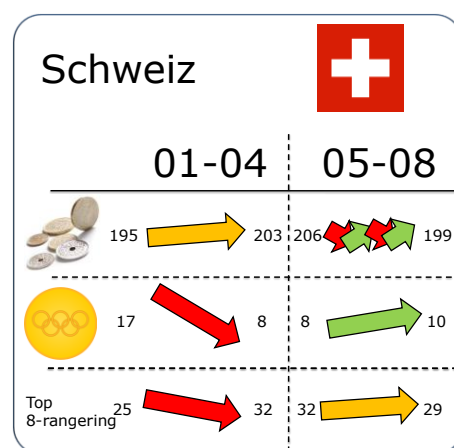 Schweiz
01-04 05-08
195 203 206 199
17 8 8 10
Top
8-rangering 25 32 32 29